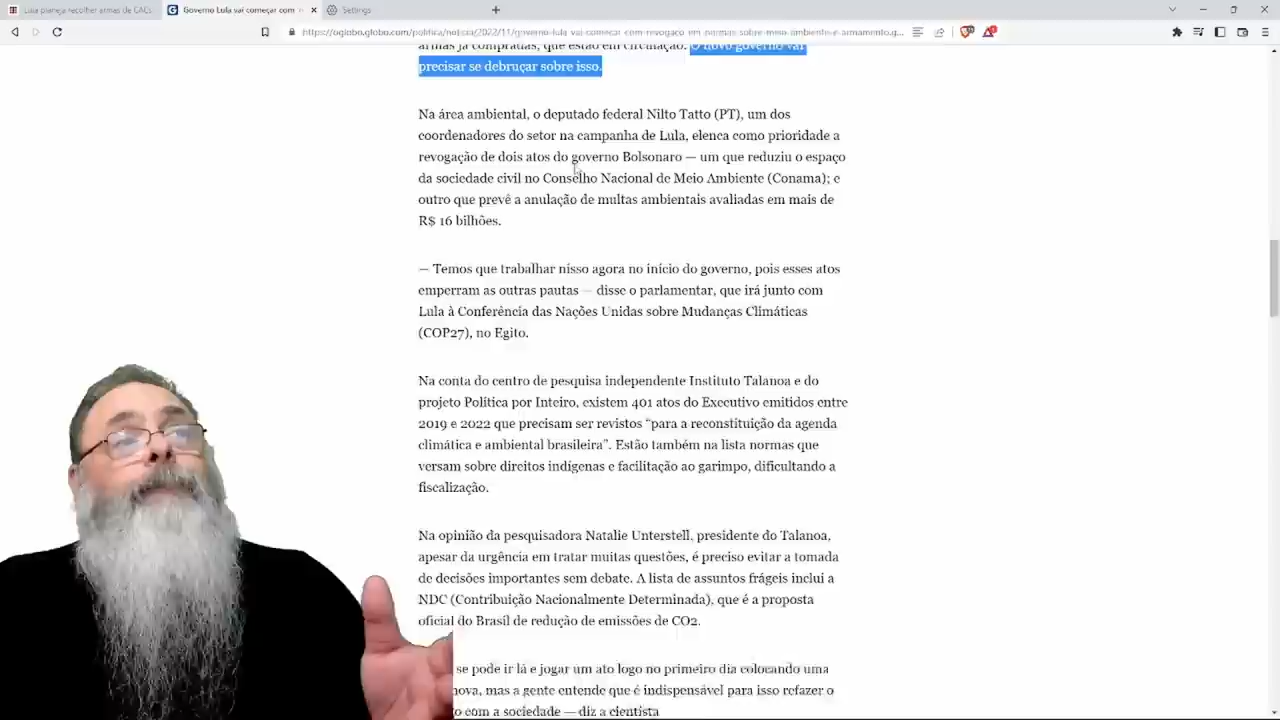 Lula planeja recolher armas de CACs
Governo Lula vai começar com r
Settings
https://oglobo.globo.com/politica/noticia/2022/11/governo-lula-vai-comecar-com-revogaco-em-normas-sobre-meio-ambiente-e-armamento.g...
armas já compradas, que estão em circulação. O novo governo vai
precisar se debruçar sobre isso.
Na área ambiental, o deputado federal Nilto Tatto (PT), um dos
coordenadores do setor na campanha de Lula, elenca como prioridade a
revogação de dois atos do governo Bolsonaro — um que reduziu o espaço
da sociedade civil no Conselho Nacional de Meio Ambiente (Conama); e
outro que prevê a anulação de multas ambientais avaliadas em mais de
R$ 16 bilhões.
— Temos que trabalhar nisso agora no início do governo, pois esses atos
emperram as outras pautas — disse o parlamentar, que irá junto com
Lula à Conferência das Nações Unidas sobre Mudanças Climáticas
(COP27), no Egito.
Na conta do centro de pesquisa independente Instituto Talanoa e do
projeto Política por Inteiro, existem 401 atos do Executivo emitidos entre
2019 e 2022 que precisam ser revistos “para a reconstituição da agenda
climática e ambiental brasileira”. Estão também na lista normas que
versam sobre direitos indígenas e facilitação ao garimpo, dificultando a
fiscalização.
Na opinião da pesquisadora Natalie Unterstell, presidente do Talanoa,
apesar da urgência em tratar muitas questões, é preciso evitar a tomada
de decisões importantes sem debate. A lista de assuntos frágeis inclui a
NDC (Contribuição Nacionalmente Determinada), que é a proposta
oficial do Brasil de redução de emissões de CO2.
se pode ir lá e jogar um ato logo no primeiro dia colocando uma
nova, mas a gente entende que é indispensável para isso refazer o
com a sociedade — diz a cientista